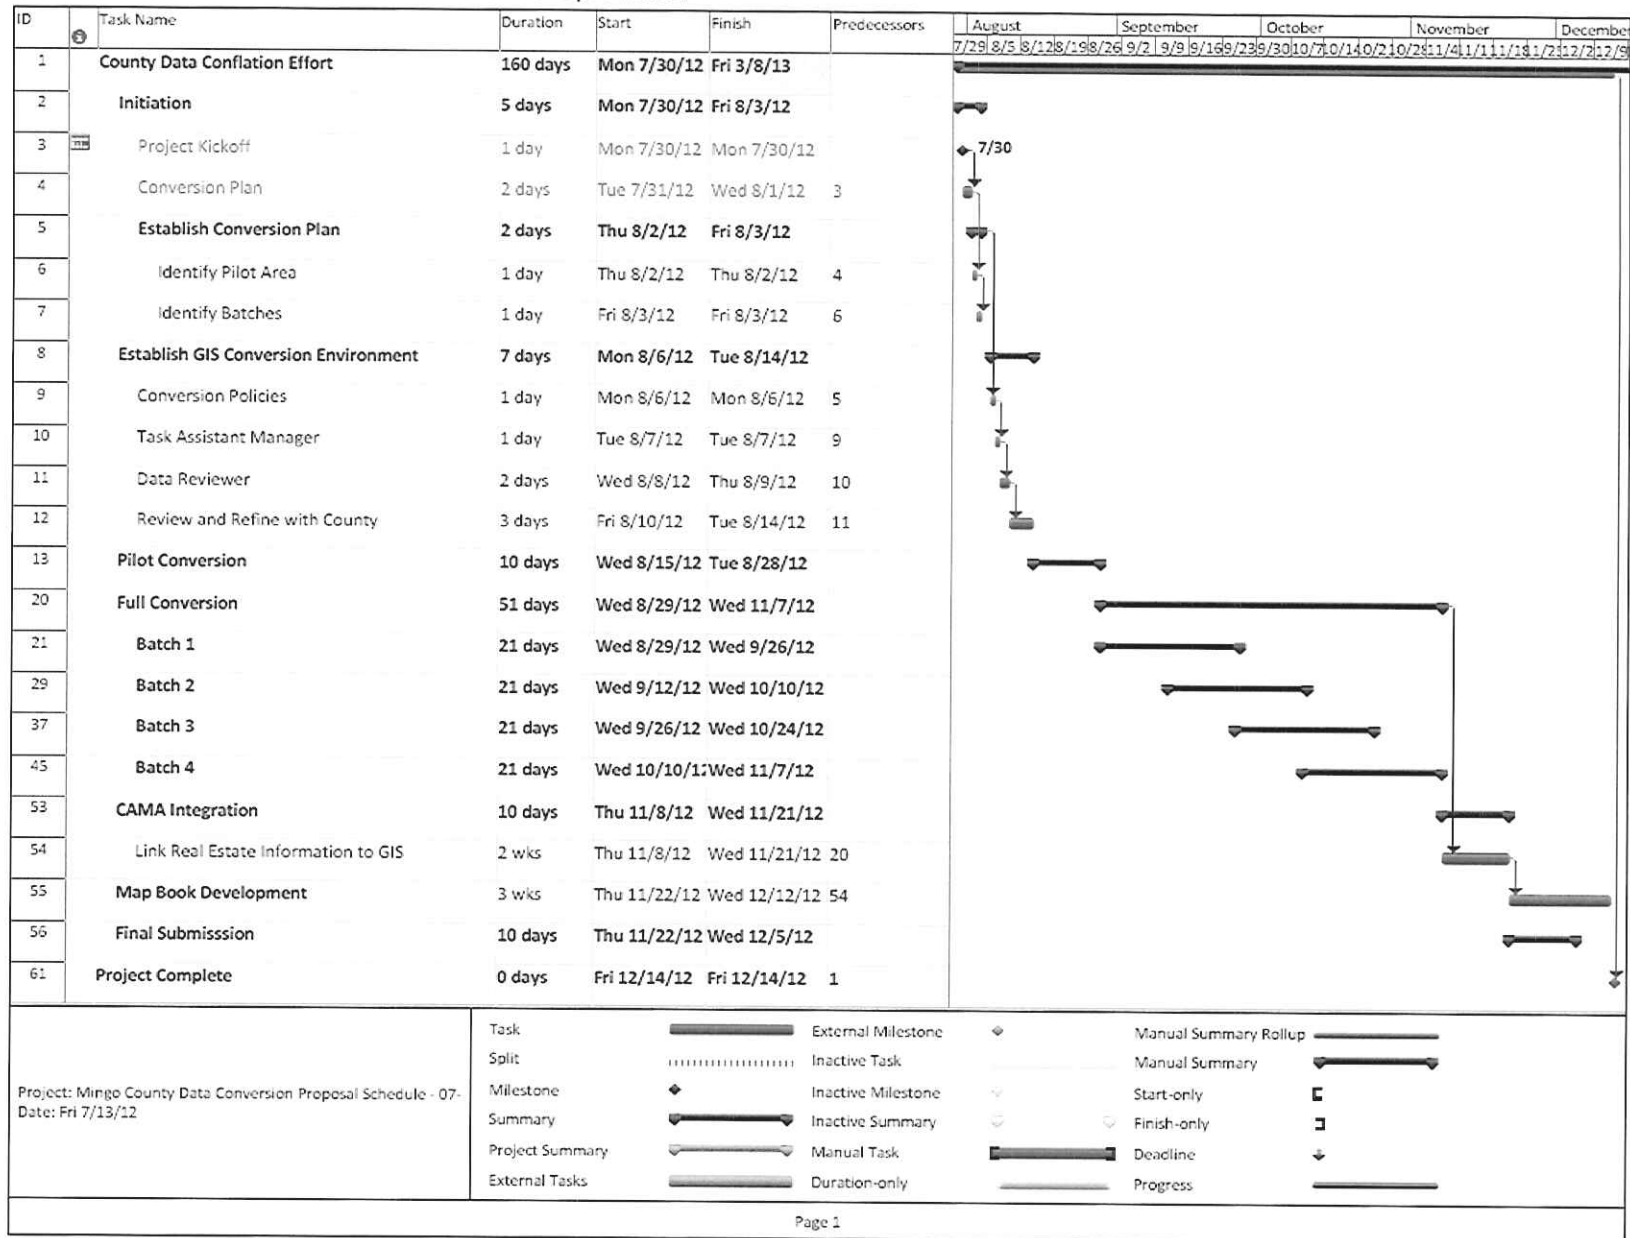 ID Task Name Duration Start Finish Predecessors August September October November December
7/29 8/5 8/12 8/19 8/26 9/2 9/9 9/16 9/23 9/30 10/7 10/14 11/4 12/2 12/9
1 County Data Conflation Effort 160 days Mon 7/30/12 Fri 3/8/13
2 Initiation 5 days Mon 7/30/12 Fri 8/3/12
3 Project Kickoff 1 day Mon 7/30/12 Mon 7/30/12 7/30
4 Conversion Plan 2 days Tue 7/31/12 Wed 8/1/12 3
5 Establish Conversion Plan 2 days Thu 8/2/12 Fri 8/3/12
6 Identify Pilot Area 1 day Thu 8/2/12 Thu 8/2/12 4
7 Identify Batches 1 day Fri 8/3/12 Fri 8/3/12 6
8 Establish GIS Conversion Environment 7 days Mon 8/6/12 Tue 8/14/12
9 Conversion Policies 1 day Mon 8/6/12 Mon 8/6/12 5
10 Task Assistant Manager 1 day Tue 8/7/12 Tue 8/7/12 9
11 Data Reviewer 2 days Wed 8/8/12 Thu 8/9/12 10
12 Review and Refine with County 3 days Fri 8/10/12 Tue 8/14/12 11
13 Pilot Conversion 10 days Wed 8/15/12 Tue 8/28/12
20 Full Conversion 51 days Wed 8/29/12 Wed 11/7/12
21 Batch 1 21 days Wed 8/29/12 Wed 9/26/12
29 Batch 2 21 days Wed 9/12/12 Wed 10/10/12
37 Batch 3 21 days Wed 9/26/12 Wed 10/24/12
45 Batch 4 21 days Wed 10/10/1 Wed 11/7/12
53 CAMA Integration 10 days Thu 11/8/12 Wed 11/21/12
54 Link Real Estate Information to GIS 2 wks Thu 11/8/12 Wed 11/21/12 20
55 Map Book Development 3 wks Thu 11/22/12 Wed 12/12/12 54
56 Final Submisssion 10 days Thu 11/22/12 Wed 12/5/12
61 Project Complete 0 days Fri 12/14/12 Fri 12/14/12 1
Project: Mingo County Data Conversion Proposal Schedule - 07-
Date: Fri 7/13/12
Task External Milestone Manual Summary Rollup
Split Inactive Task Manual Summary
Milestone Inactive Milestone Start-only
Summary Inactive Summary Finish-only
Project Summary Manual Task Deadline
External Tasks Duration-only Progress
Page 1